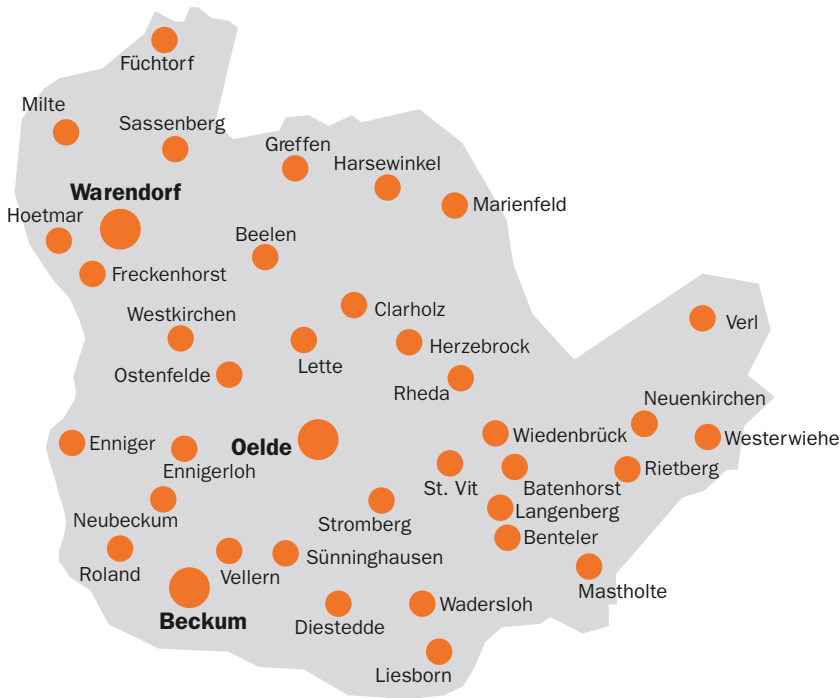 Füchtorf
Milte
Sassenberg
Greffen
Harsewinkel
Warendorf
Marienfeld
Hoetmar
Beelen
Freckenhorst
Clarholz
Westkirchen
Verl
Herzebrock
Lette
Ostenfelde
Rheda
Neuenkirchen
Wiedenbrück
Westerwiehe
Enniger
Oelde
Ennigerloh
Rietberg
St. Vit
Batenhorst
Langenberg
Neubeckum
Stromberg
Benteler
Sünninghausen
Roland
Vellern
Mastholte
Wadersloh
Beckum
Diestedde
Liesborn